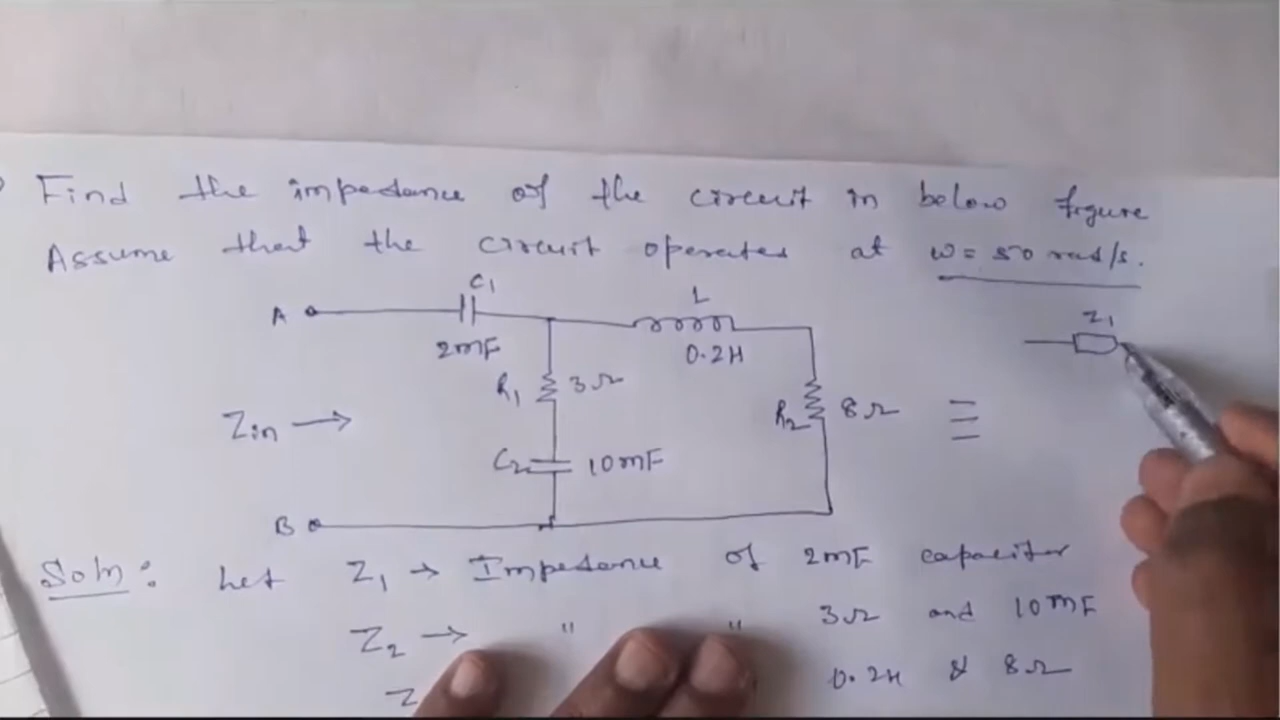 Find the impedance of the circuit in below figure
Assume that the circuit operates at ω = 50 rad/s.
C1
L
A
2mF
0.2H
Z1
R1 3Ω
R2 8Ω
Zin →
≡
C2 10mF
B
Soln: Let Z1 → Impedance of 2mF capacitor
Z2 → " " 3Ω and 10mF
Z 0.2H & 8Ω